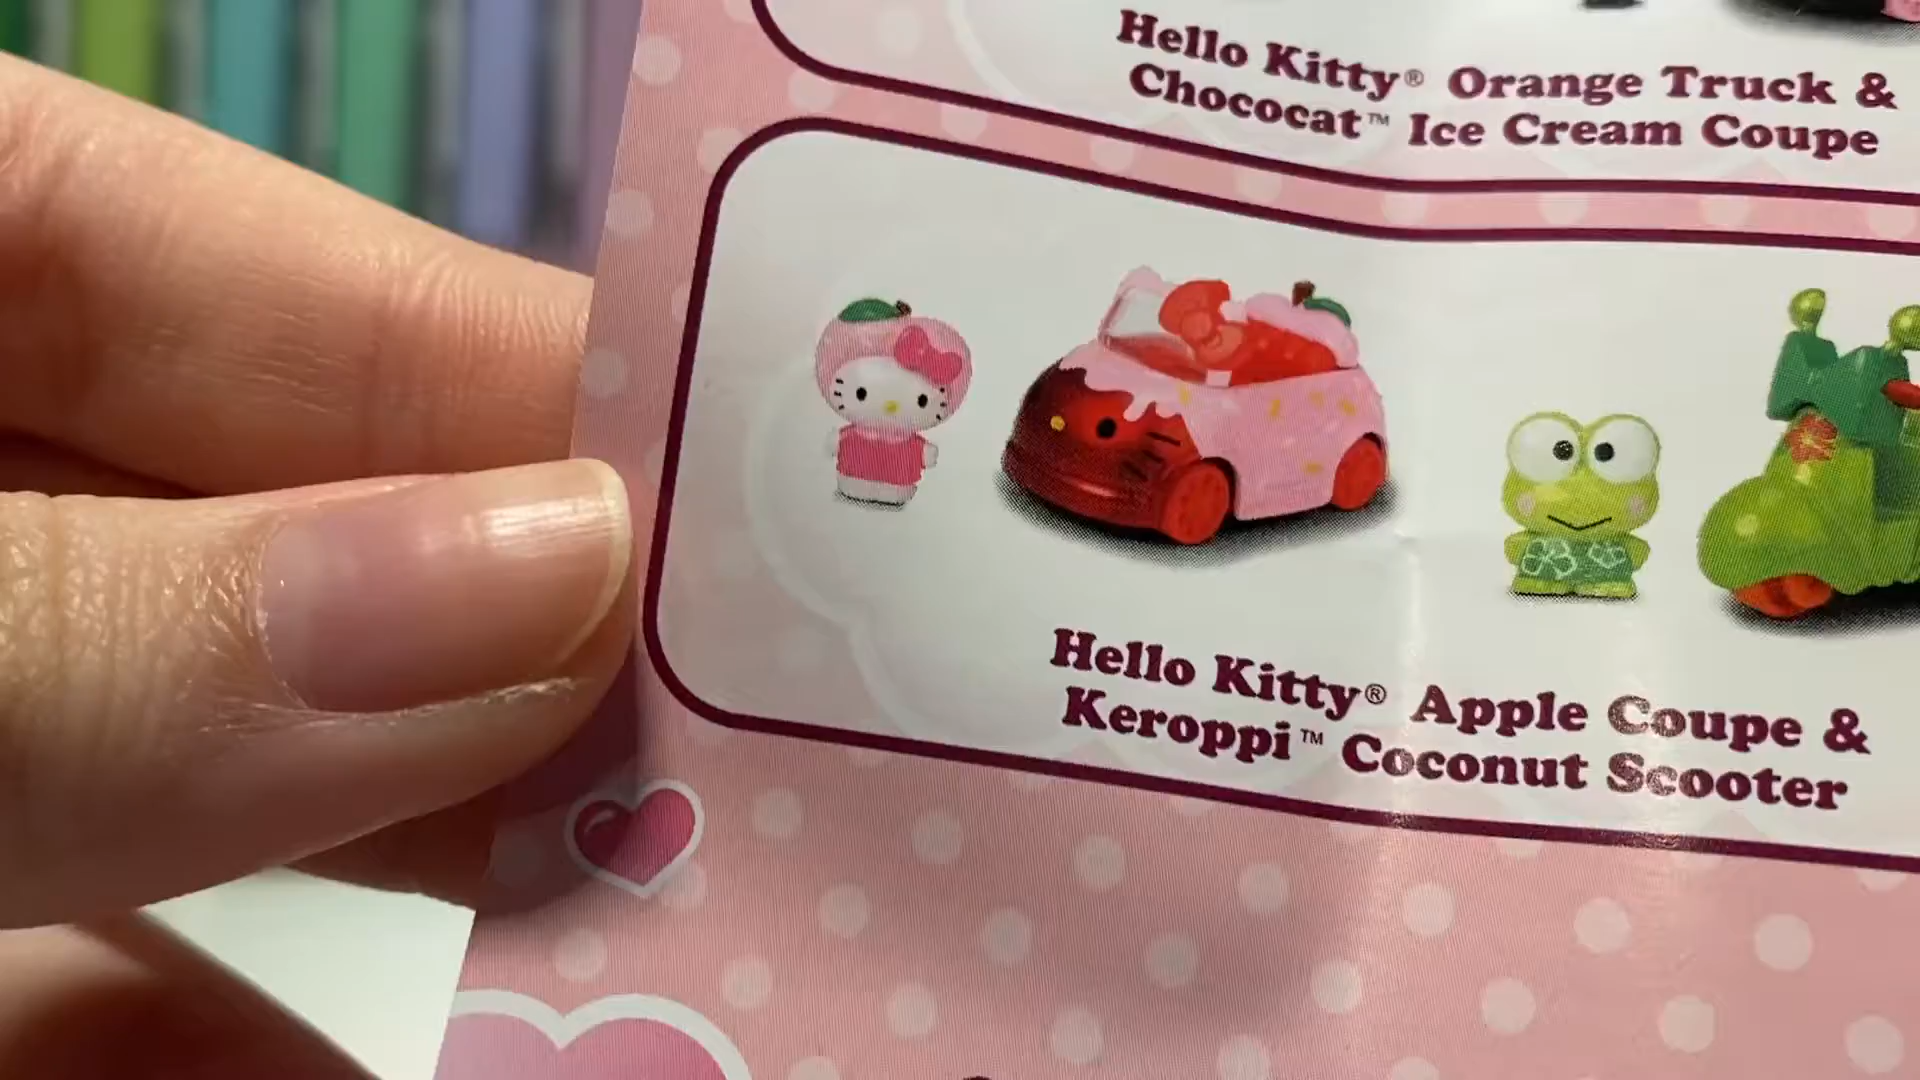 Hello Kitty® Orange Truck &
Chococat™ Ice Cream Coupe
Hello Kitty® Apple Coupe &
Keroppi™ Coconut Scooter